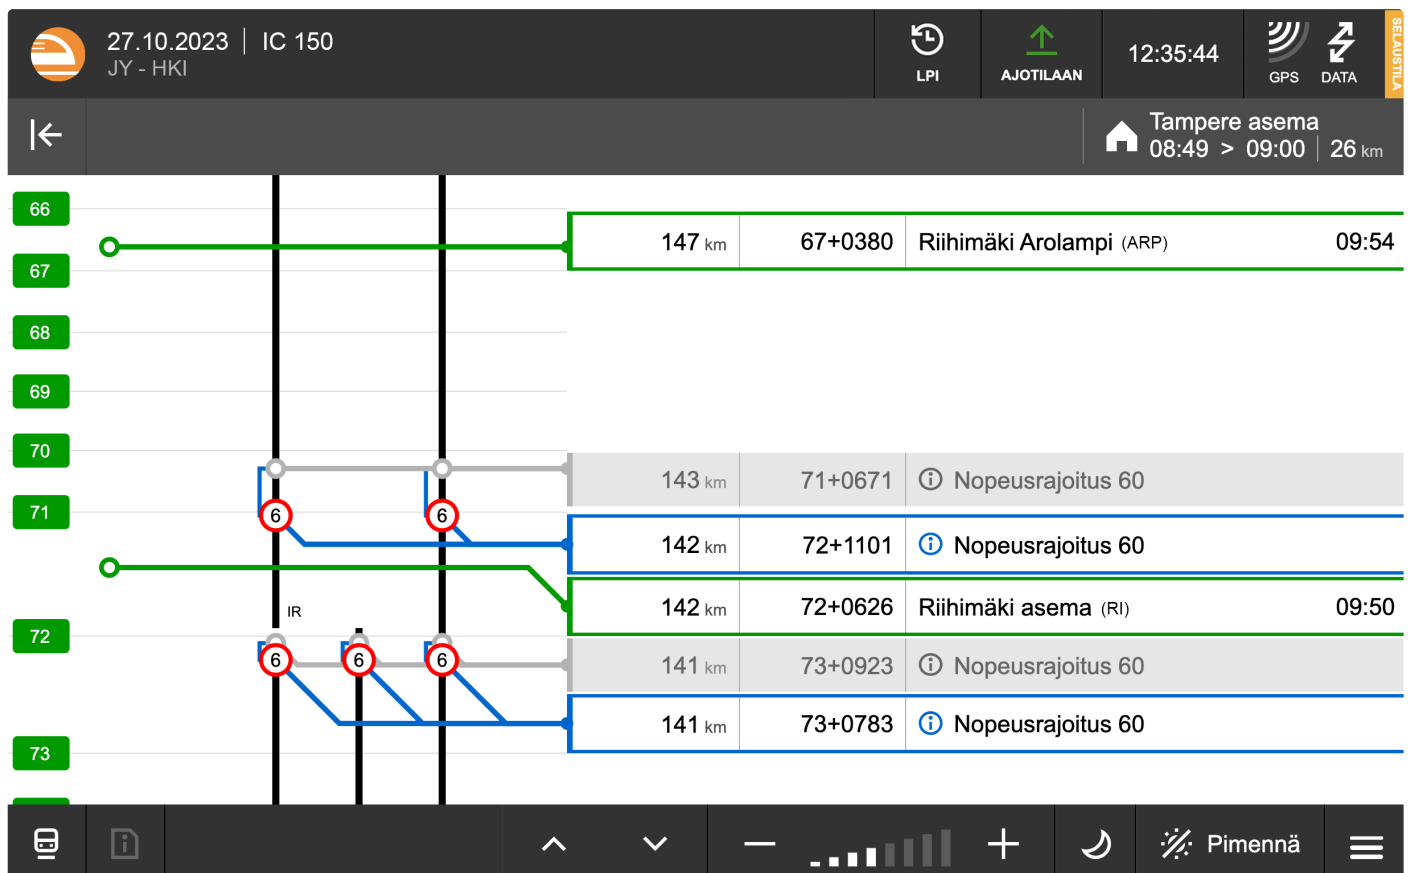 27.10.2023 | IC 150
JY - HKI
LPI
AJOTILAAN
12:35:44
GPS
DATA
SELAUSTILA
Tampere asema
08:49 > 09:00 | 26 km
66
147 km 67+0380 Riihimäki Arolampi (ARP) 09:54
67
68
69
70
143 km 71+0671 Nopeusrajoitus 60
71
6 6
142 km 72+1101 Nopeusrajoitus 60
142 km 72+0626 Riihimäki asema (RI) 09:50
IR
72
6 6 6
141 km 73+0923 Nopeusrajoitus 60
141 km 73+0783 Nopeusrajoitus 60
73
Pimennä